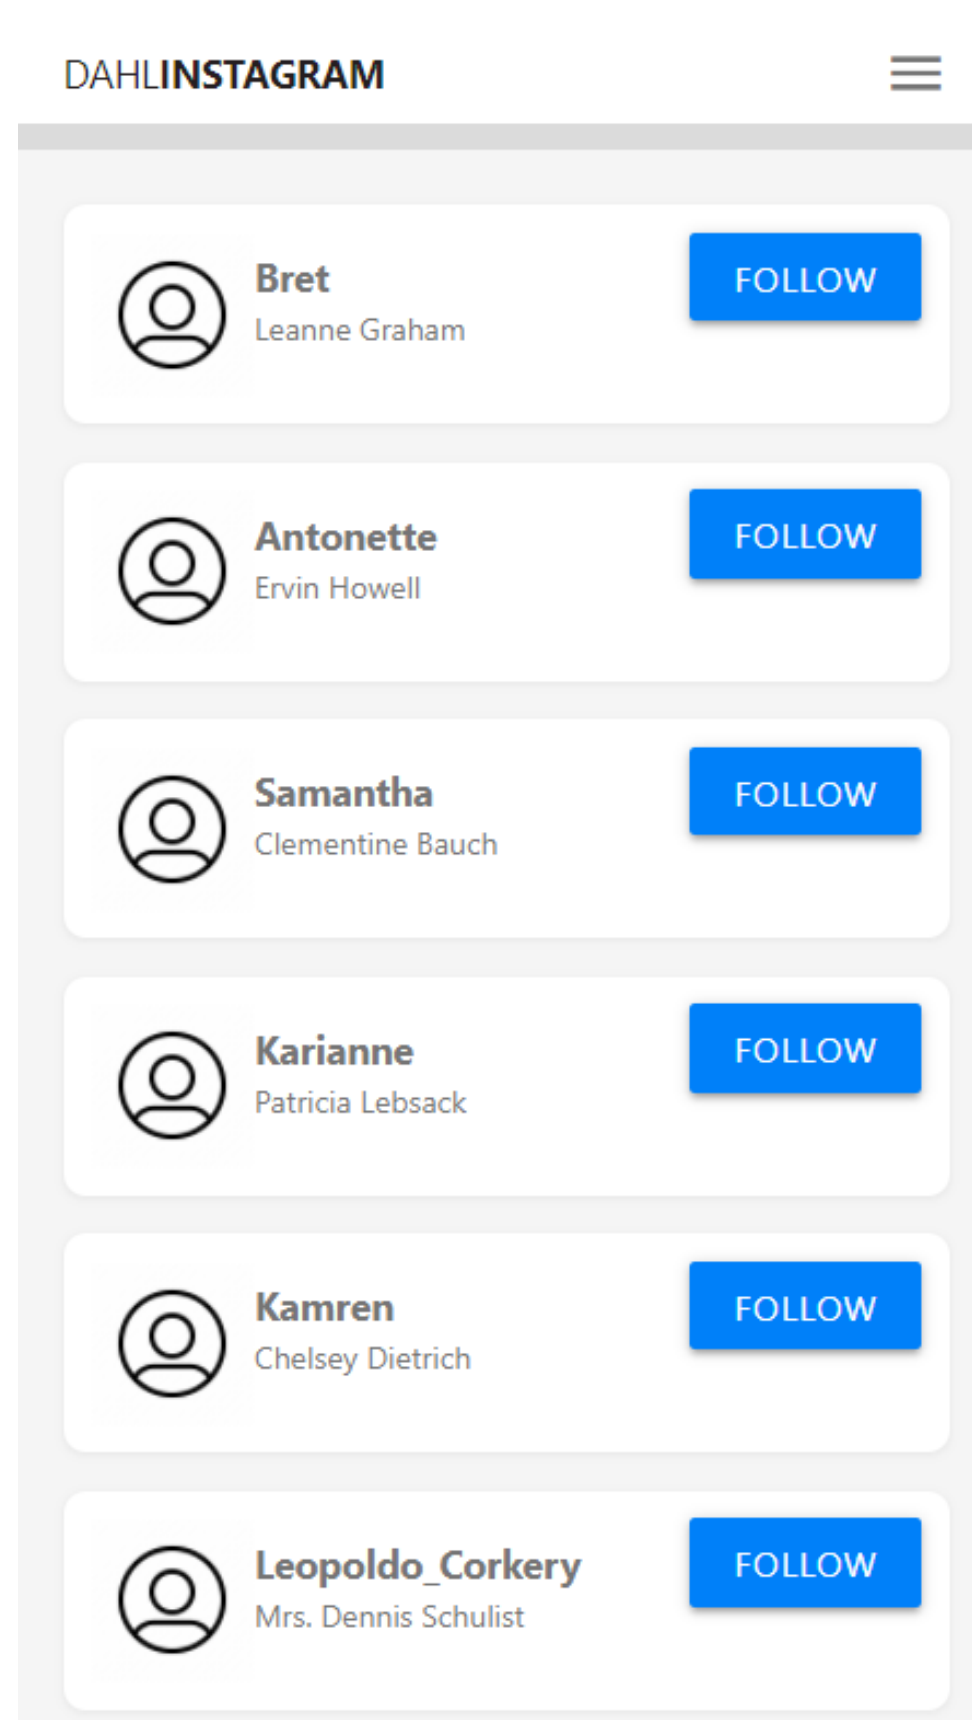 DAHLINSTAGRAM
Bret
FOLLOW
Leanne Graham
Antonette
FOLLOW
Ervin Howell
Samantha
FOLLOW
Clementine Bauch
Karianne
FOLLOW
Patricia Lebsack
Kamren
FOLLOW
Chelsey Dietrich
Leopoldo_Corkery
FOLLOW
Mrs. Dennis Schulist